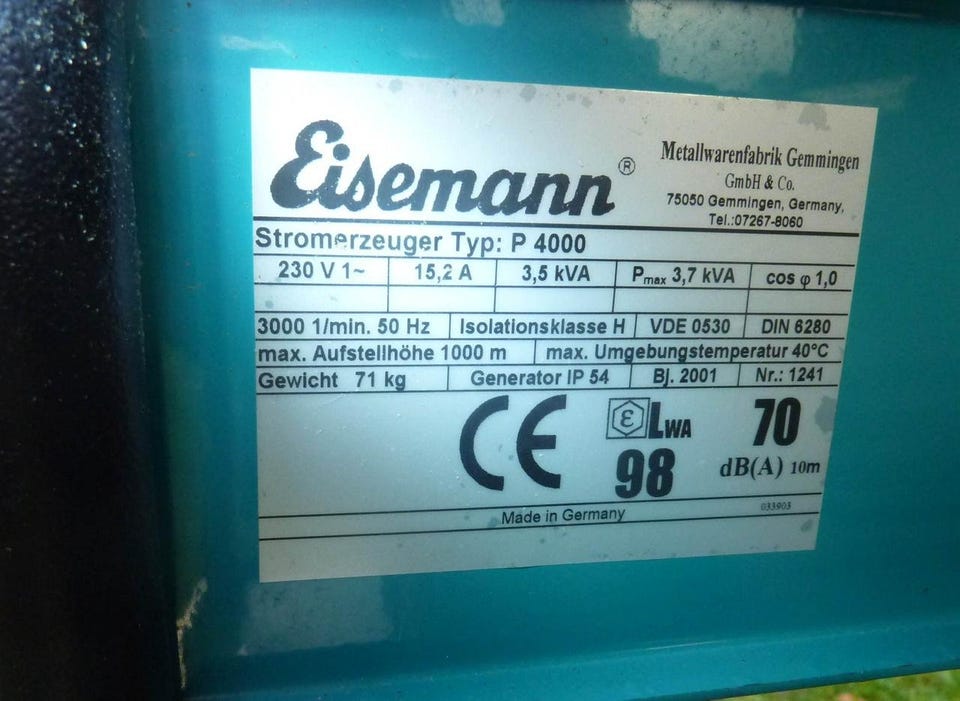 Eisemann ®
Metallwarenfabrik Gemmingen
GmbH & Co.
75050 Gemmingen, Germany,
Tel.:07267-8060
Stromerzeuger Typ: P 4000
230 V 1~ 15,2 A 3,5 kVA Pmax 3,7 kVA cos φ 1,0
3000 1/min. 50 Hz Isolationsklasse H VDE 0530 DIN 6280
max. Aufstellhöhe 1000 m max. Umgebungstemperatur 40°C
Gewicht 71 kg Generator IP 54 Bj. 2001 Nr.: 1241
CE ε LWA 70
98 dB(A) 10m
Made in Germany 033903